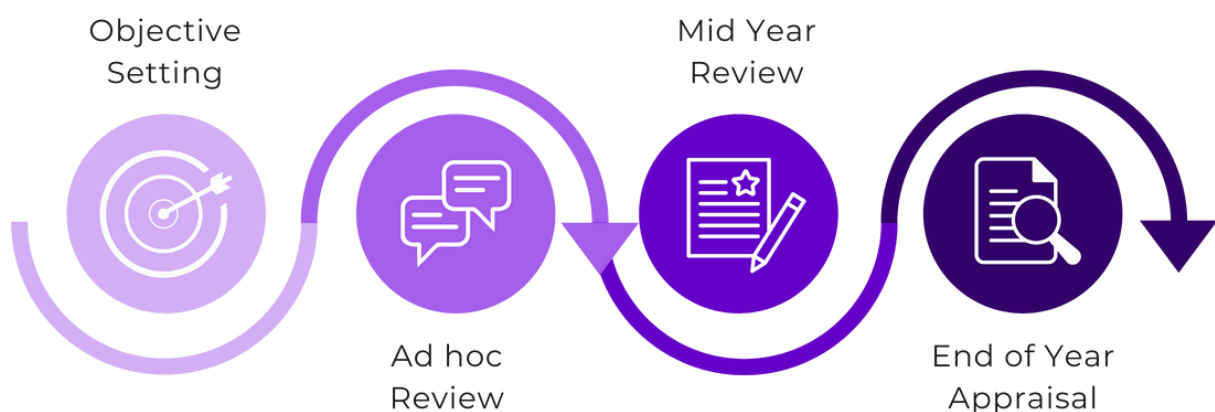 Objective
Setting
Ad hoc
Review
Mid Year
Review
End of Year
Appraisal